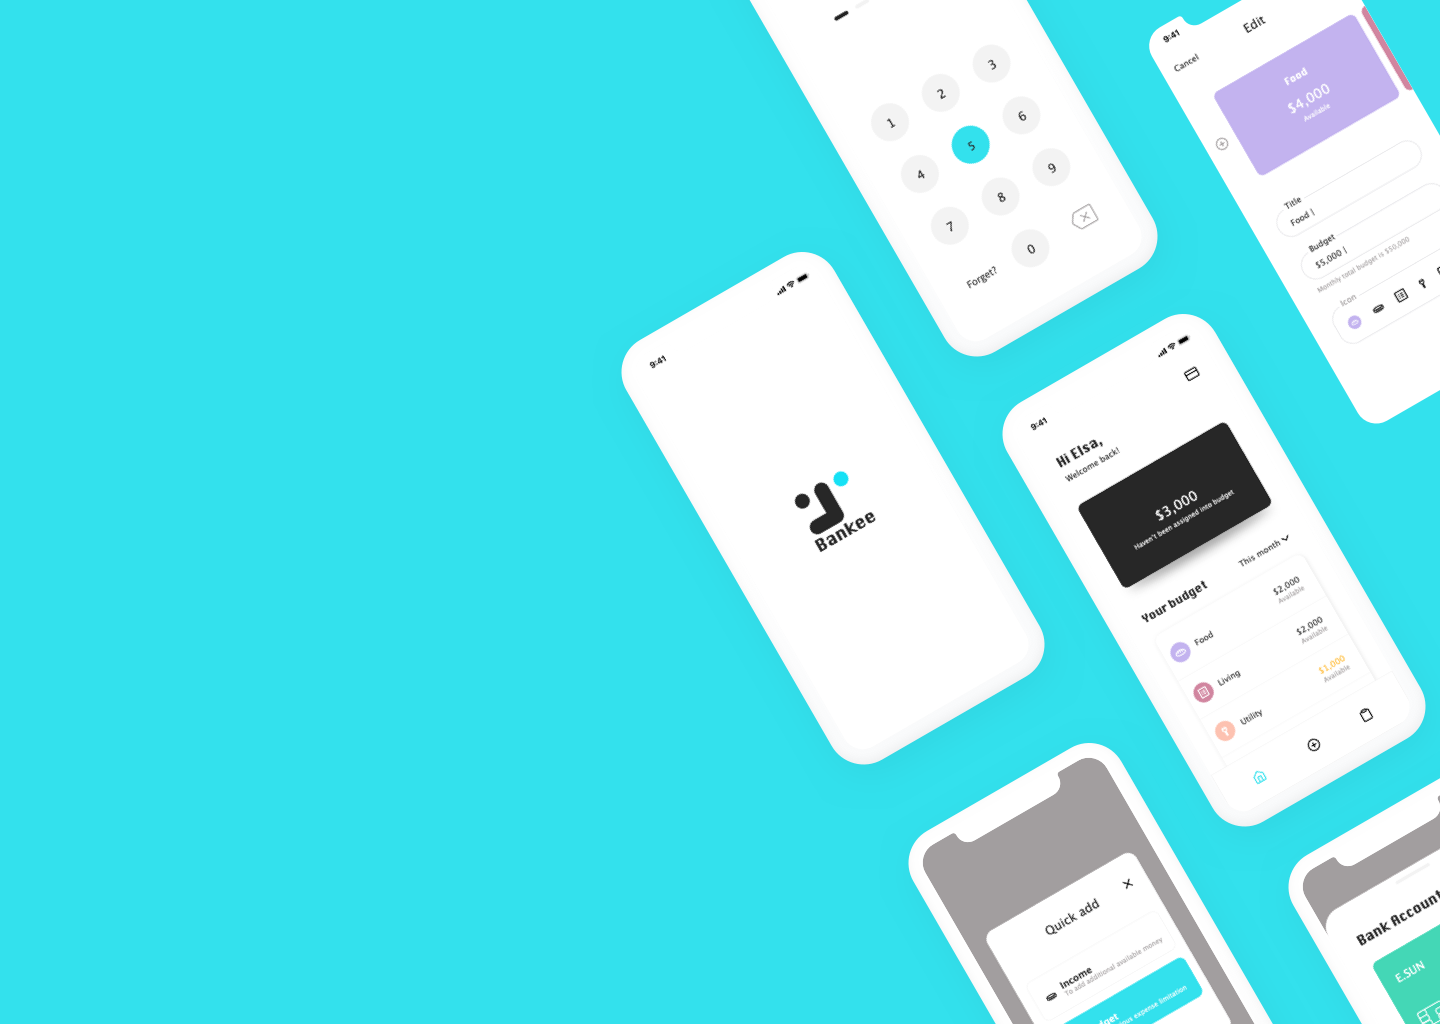 1
2
3
4
5
6
7
8
9
Forget?
0
9:41
Edit
Cancel
Food
$4,000
Available
Title
Food |
Budget
$5,000 |
Monthly total budget is $50,000
Icon
9:41
Bankee
9:41
Hi Elsa,
Welcome back!
$3,000
Haven't been assigned into budget
Your budget
This month
Food
$2,000
Available
Living
$2,000
Available
Utility
$1,000
Available
Quick add
Income
To add additional available money
expense limitation
Bank Account
E.SUN